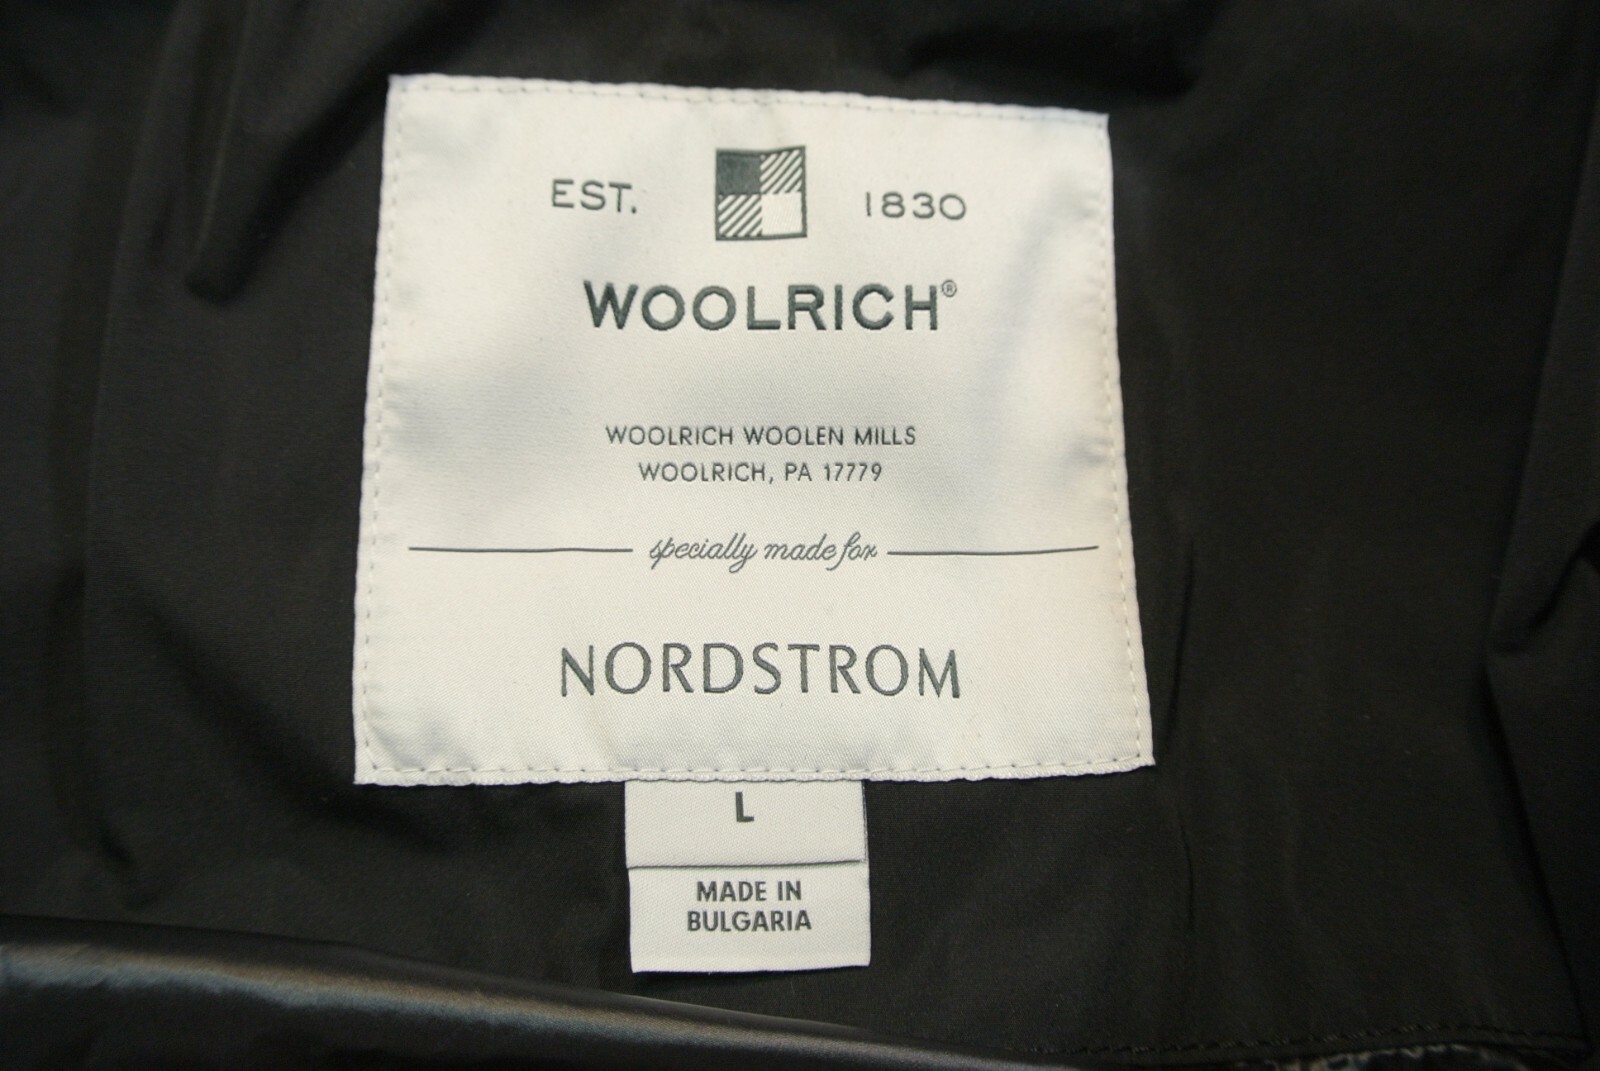 EST. 1830
WOOLRICH®
WOOLRICH WOOLEN MILLS
WOOLRICH, PA 17779
specially made for
NORDSTROM
L
MADE IN
BULGARIA